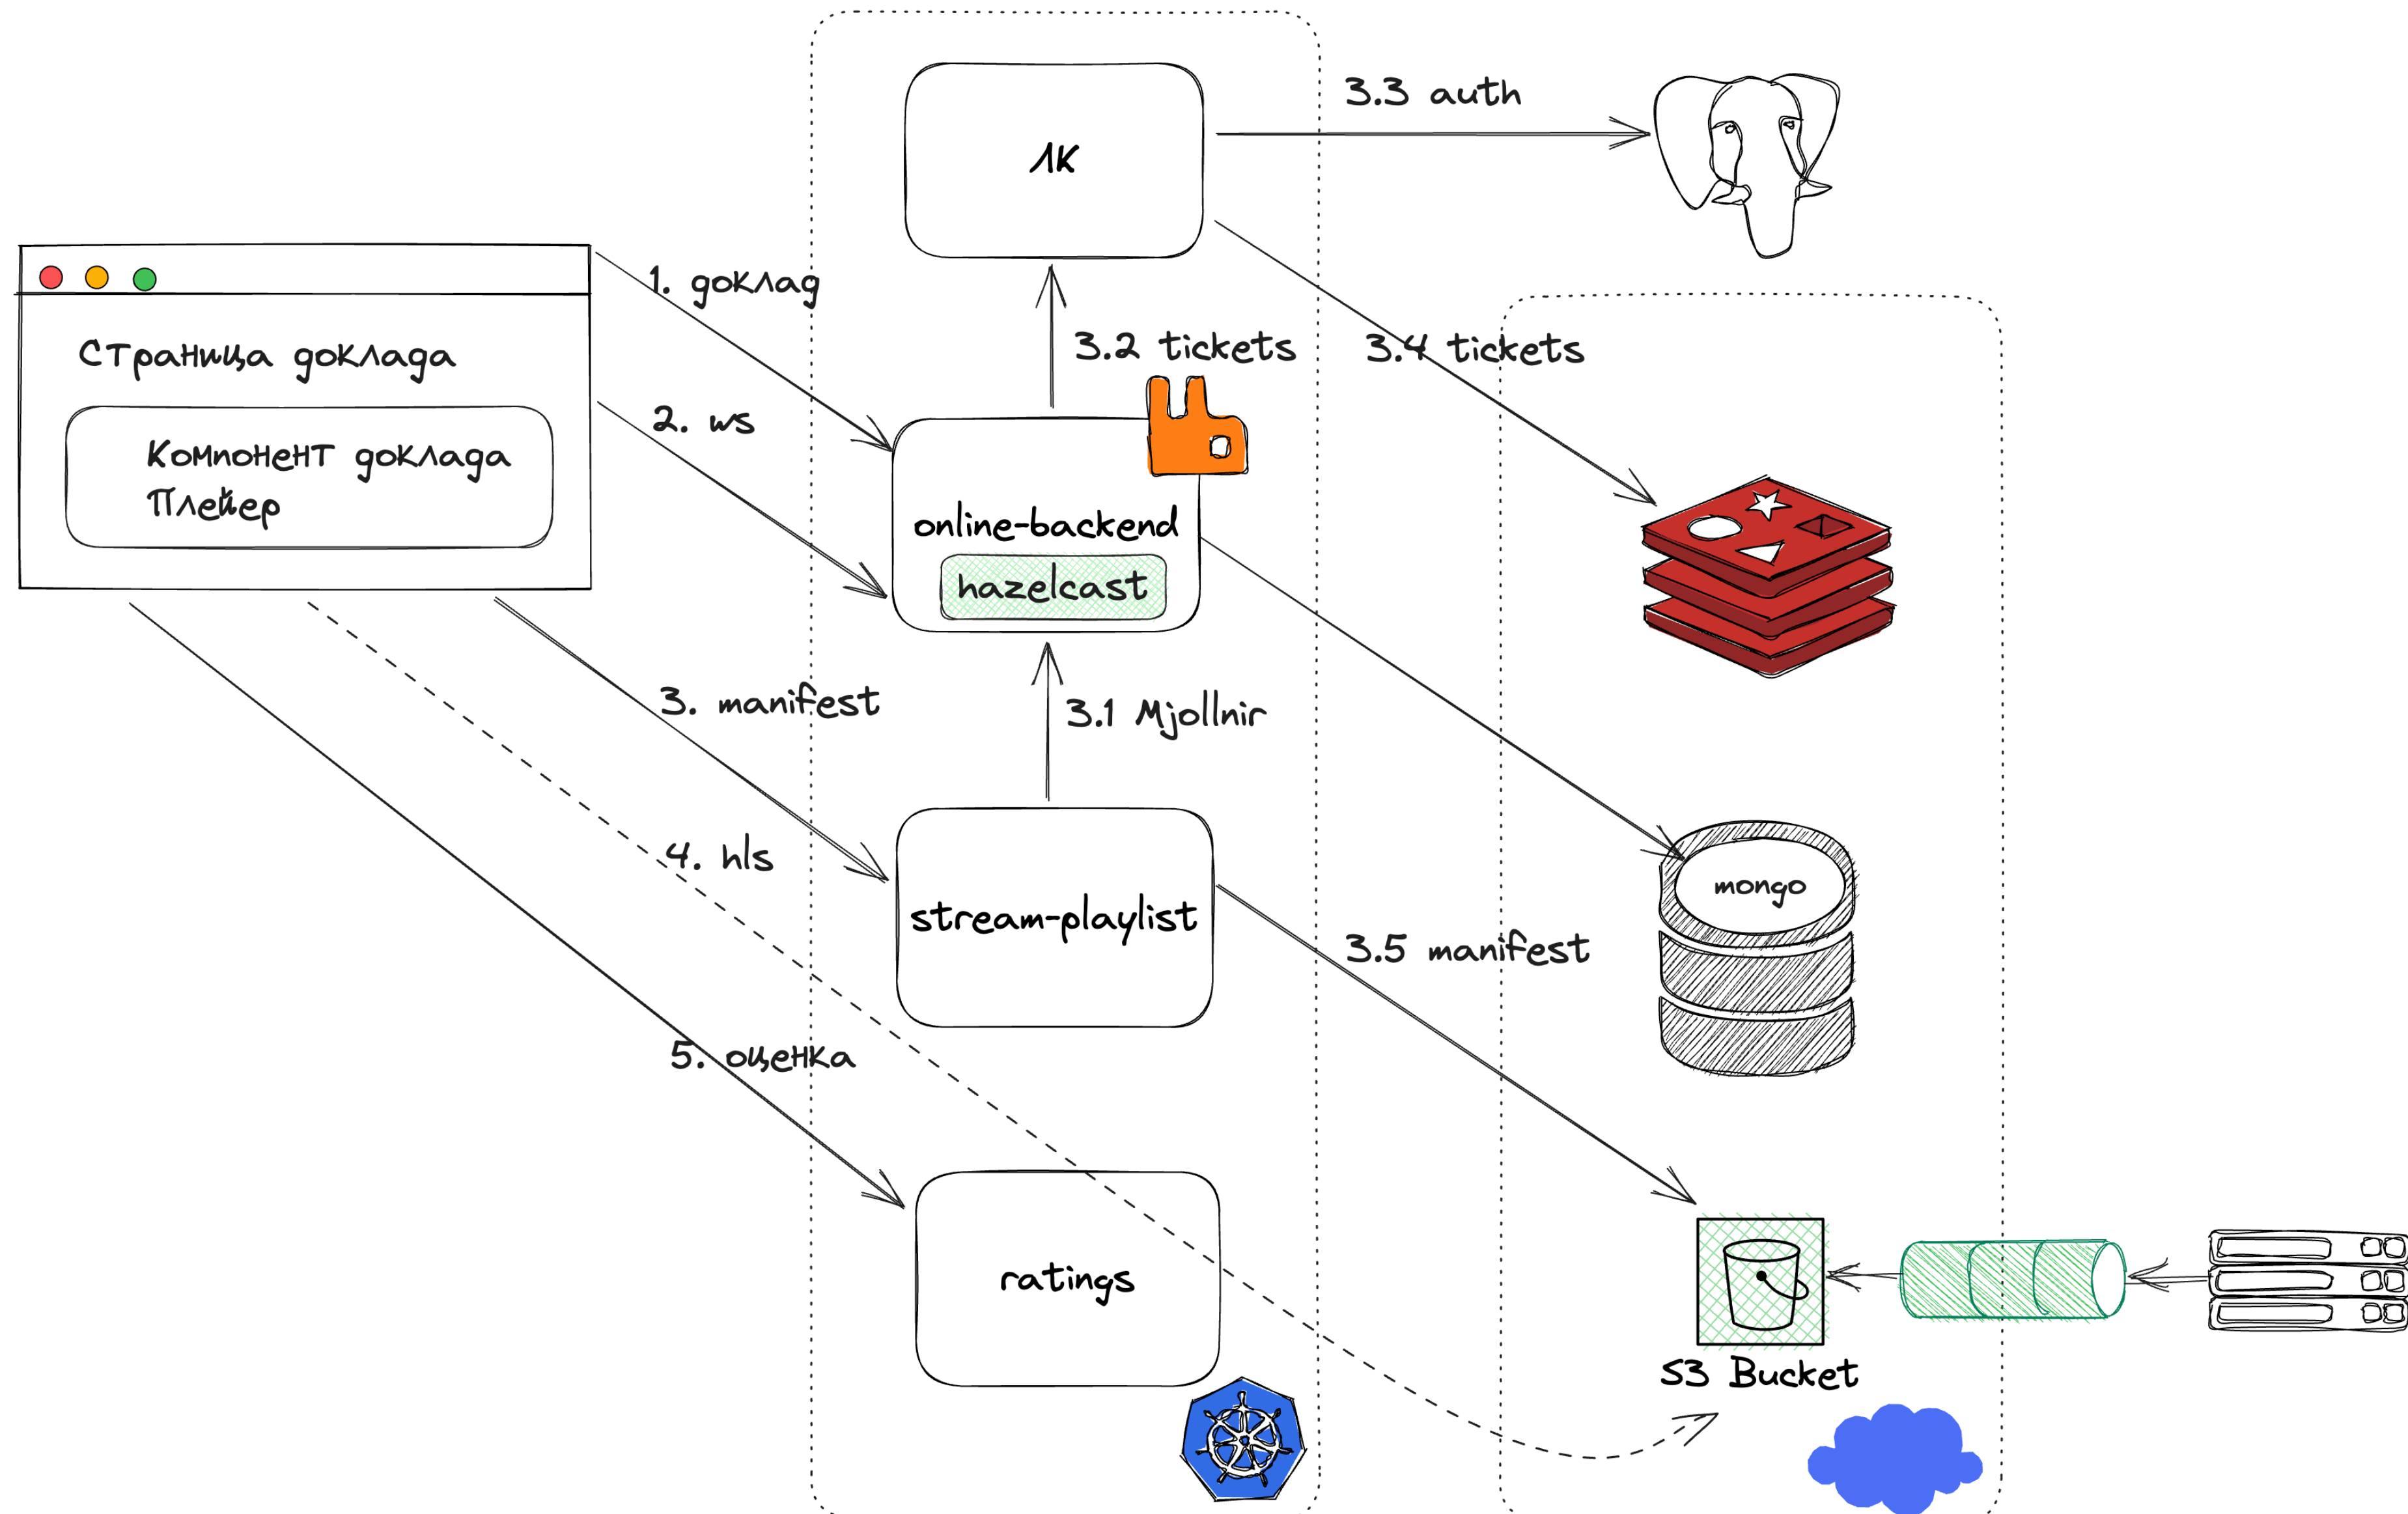 ЛК
3.3 auth
1. доклад
Страница доклада
3.2 tickets
3.4 tickets
2. ws
Компонент доклада
Плейер
online-backend
hazelcast
3. manifest
3.1 Mjollnir
4. hls
mongo
stream-playlist
3.5 manifest
5. оценка
ratings
S3 Bucket